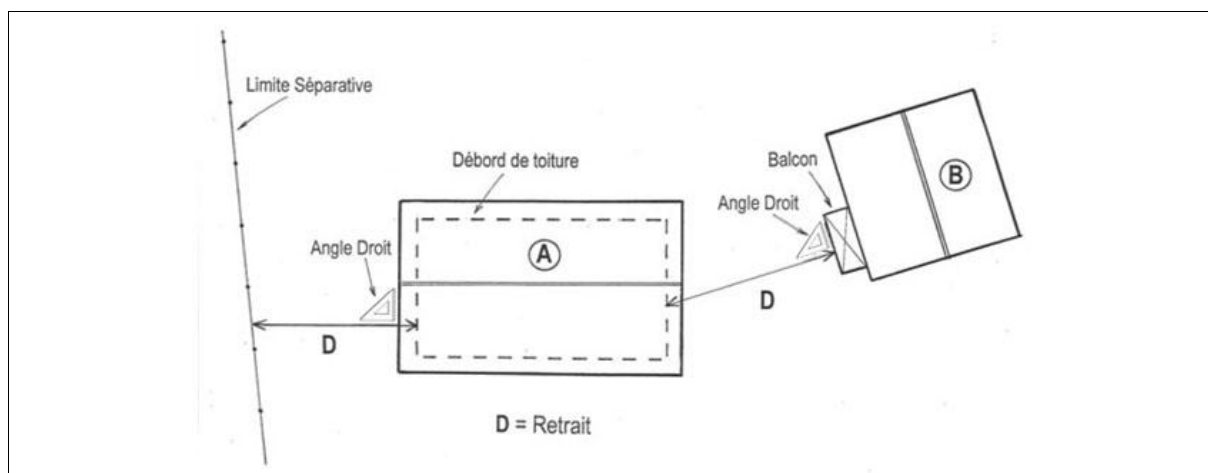 Limite
Séparative
Débord de
toiture
Balcon
B
Angle Droit
Angle Droit
A
D
D
D = Retrait